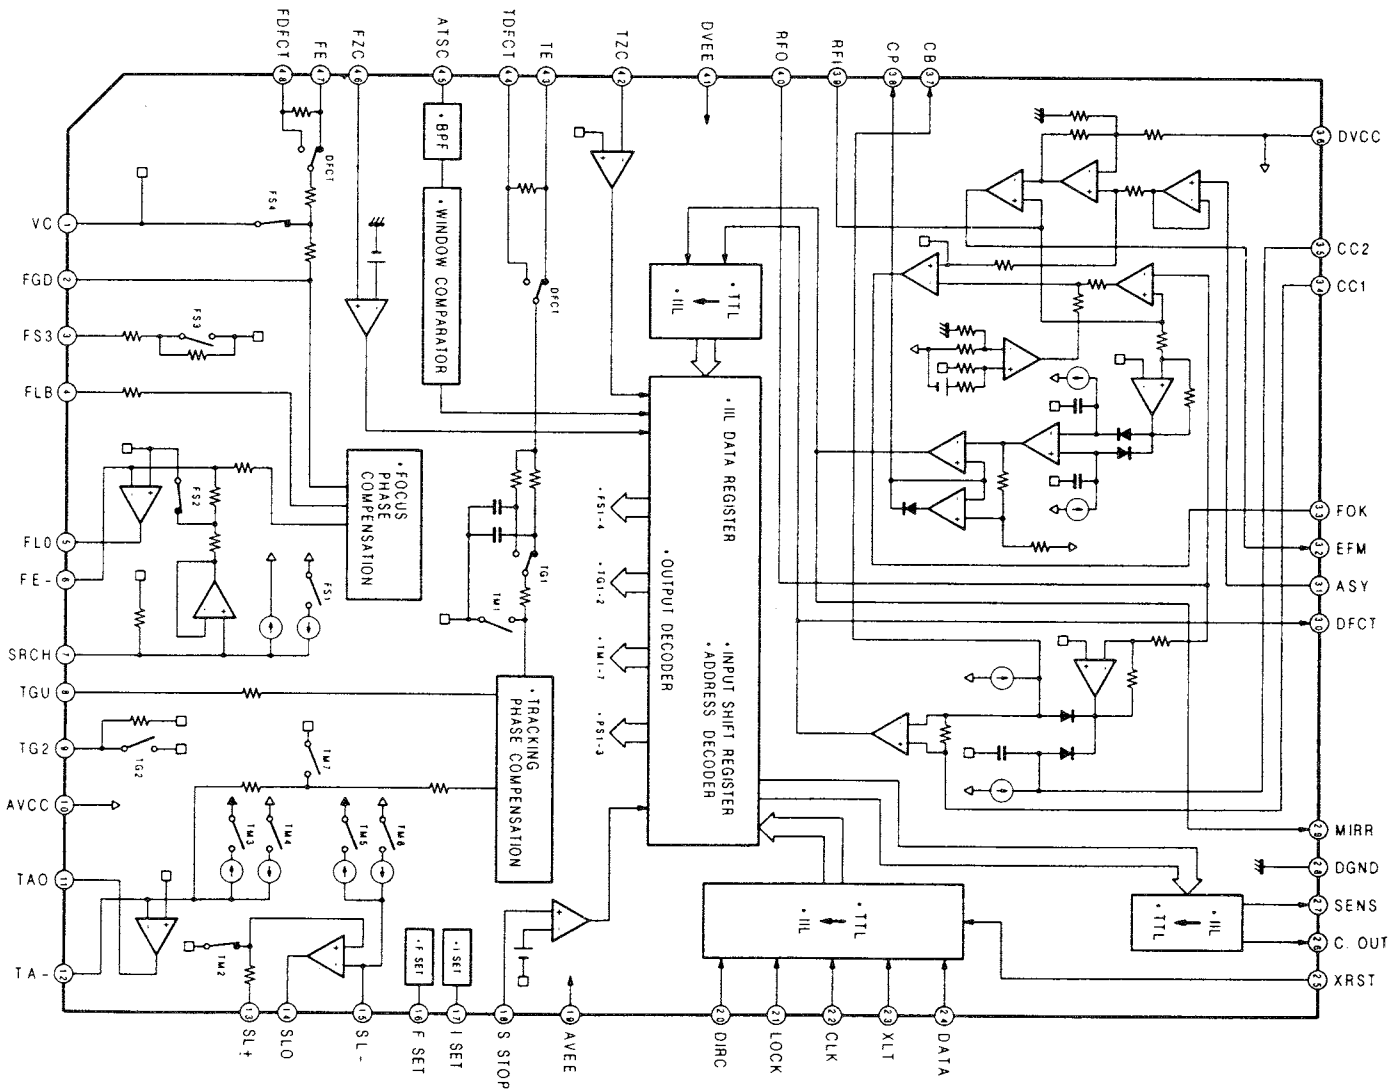 FDFCT
FE
FZC
ATSC
TDFCT
TE
TZC
DVEE
RFO
RFI
CP
CB
48
47
46
45
44
43
42
41
40
39
38
37
VC
1
FGD
2
FS3
3
FLB
4
FLO
5
FE-
6
SRCH
7
TGU
8
TG2
9
AVCC
10
TAO
11
TA-
12
36 DVCC
35 CC2
34 CC1
33 FOK
32 EFM
31 ASY
30 DFCT
29 MIRR
28 DGND
27 SENS
26 C. OUT
25 XRST
13
14
15
16
17
18
19
20
21
22
23
24
SL+
SLO
SL-
F SET
I SET
S STOP
AVEE
DIRC
LOCK
CLK
XLT
DATA
DFCT
FS4
FS3
• BPF
• WINDOW COMPARATOR
DFCT
• TTL
• IIL
• IIL DATA REGISTER
• INPUT SHIFT REGISTER
• ADDRESS DECODER
• OUTPUT DECODER
• FS1-4
• TG1-2
• TM1-7
• PS1-3
• FOCUS
PHASE
COMPENSATION
FS2
FS1
TG1
TM1
• TRACKING
PHASE COMPENSATION
TG2
TM7
TM3
TM4
TM5
TM6
TM2
• F SET
• I SET
• TTL
• IIL
• IIL
• TTL